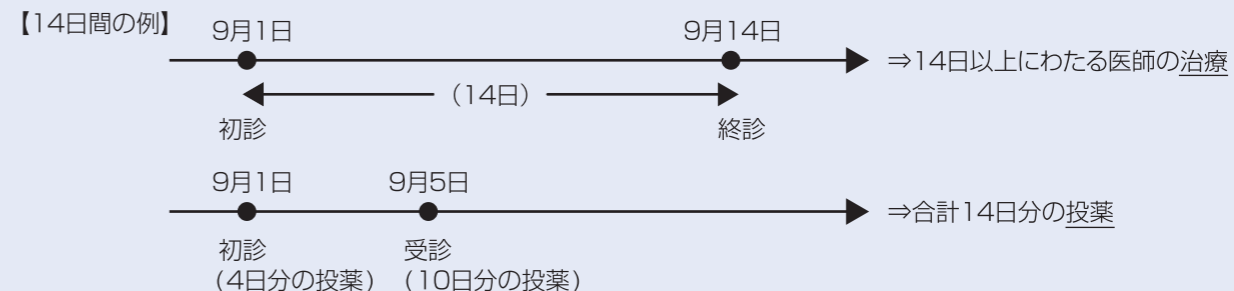 【14日間の例】
9月1日 9月14日
⇒14日以上にわたる医師の治療
(14日)
初診 終診
9月1日 9月5日
⇒合計14日分の投薬
初診 受診
(4日分の投薬) (10日分の投薬)